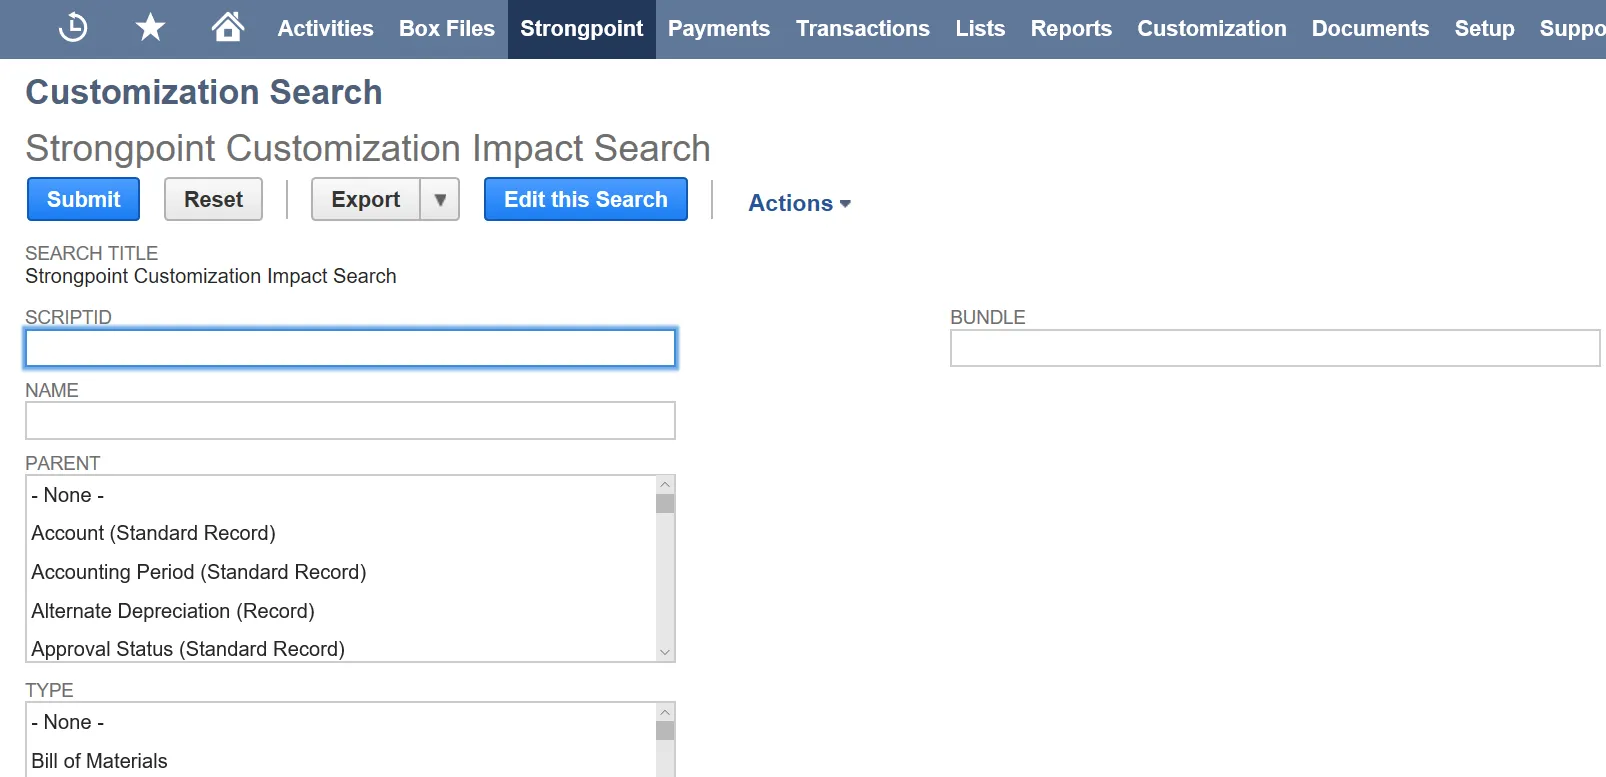 Activities Box Files Strongpoint Payments Transactions Lists Reports Customization Documents Setup Suppo
Customization Search
Strongpoint Customization Impact Search
Submit Reset Export Edit this Search Actions
SEARCH TITLE
Strongpoint Customization Impact Search
SCRIPTID BUNDLE
NAME
PARENT
- None -
Account (Standard Record)
Accounting Period (Standard Record)
Alternate Depreciation (Record)
Approval Status (Standard Record)
TYPE
- None -
Bill of Materials